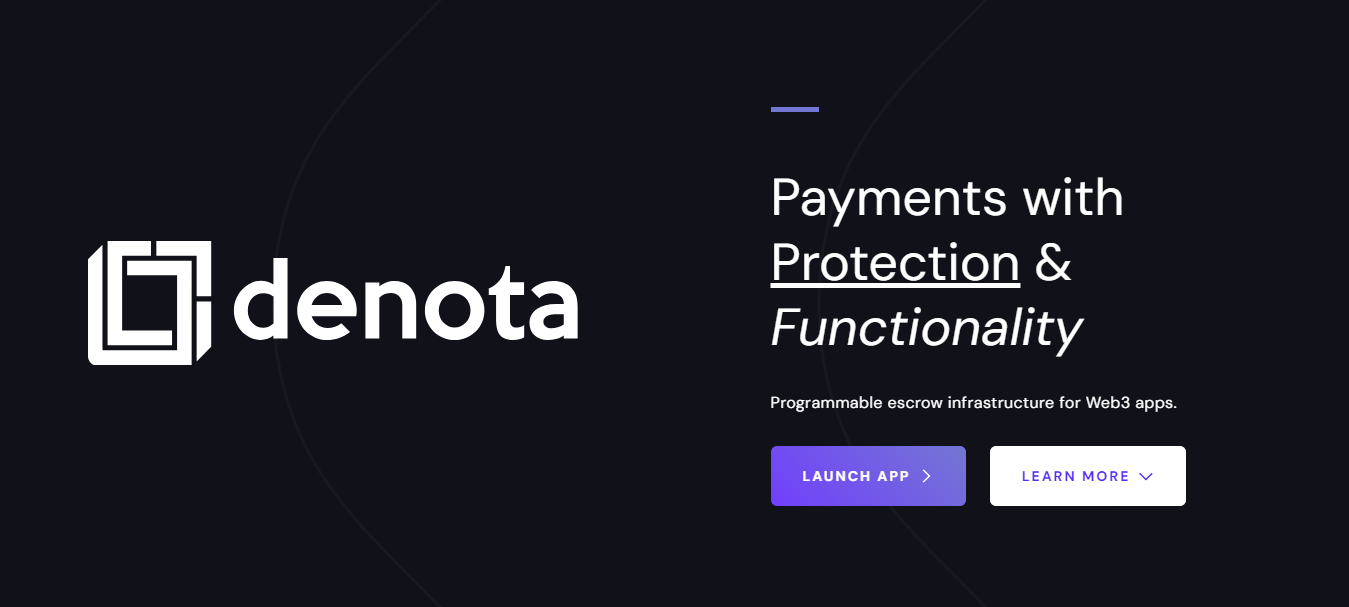 denota
Payments with
Protection &
Functionality
Programmable escrow infrastructure for Web3 apps.
LAUNCH APP
LEARN MORE